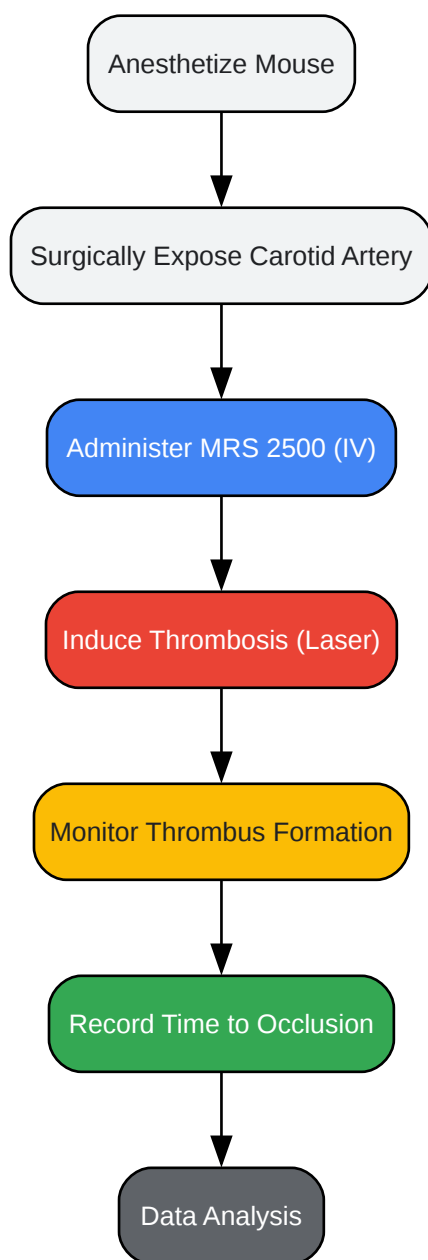 Anesthetize Mouse
Surgically Expose Carotid Artery
Administer MRS 2500 (IV)
Induce Thrombosis (Laser)
Monitor Thrombus Formation
Record Time to Occlusion
Data Analysis